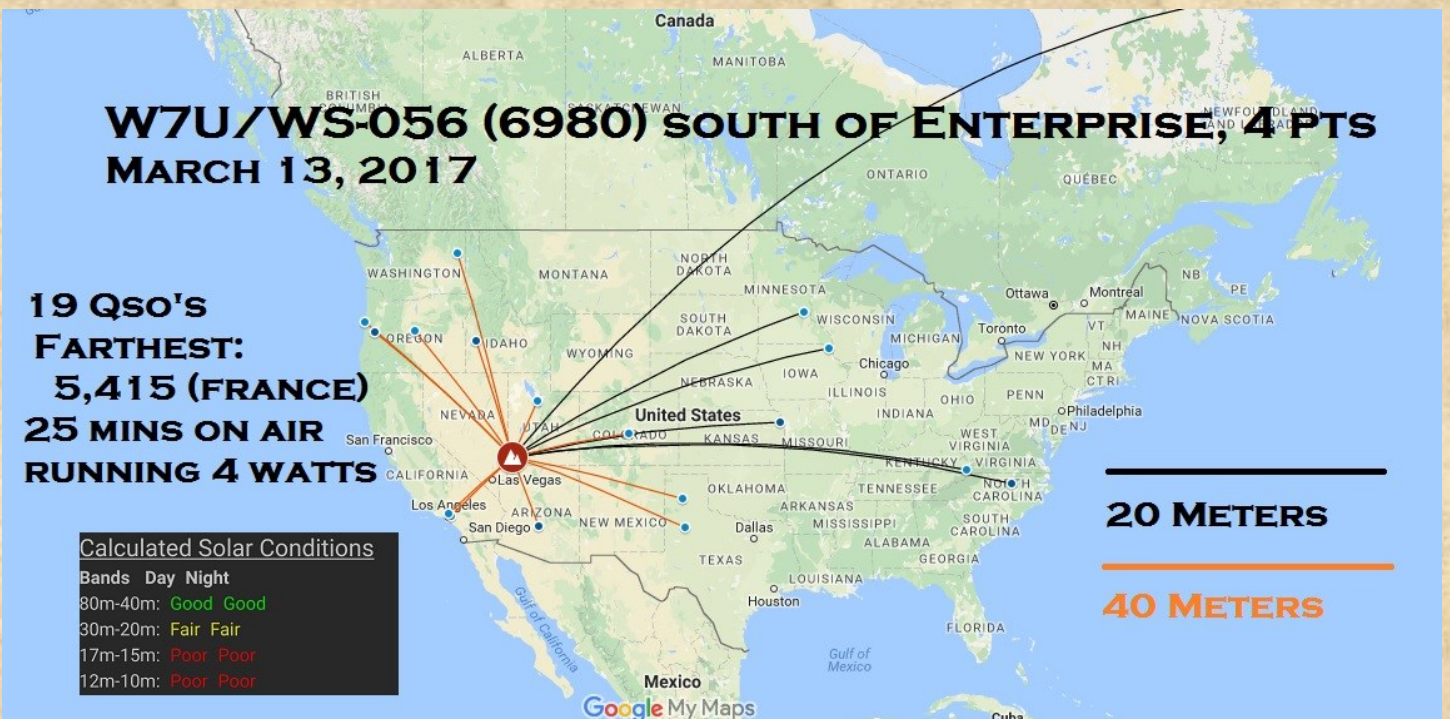 Canada
ALBERTA
MANITOBA
BRITISH
COLUMBIA
SASKATCHEWAN
NEWFOUNDLAND
AND LABRADOR
W7U/WS-056 (6980) SOUTH OF ENTERPRISE, 4 PTS
MARCH 13, 2017
ONTARIO
QUÉBEC
WASHINGTON
MONTANA
NORTH
DAKOTA
MINNESOTA
Ottawa
Montreal
NB
PE
MAINE
NOVA SCOTIA
19 QSO'S
FARTHEST:
5,415 (FRANCE)
25 MINS ON AIR
RUNNING 4 WATTS
OREGON
IDAHO
WYOMING
SOUTH
DAKOTA
WISCONSIN
MICHIGAN
Toronto
VT
NH
NEW YORK
MA
CT RI
Chicago
IOWA
NEBRASKA
ILLINOIS
INDIANA
OHIO
PENN
Philadelphia
MD
DE NJ
NEVADA
UTAH
COLORADO
United States
KANSAS
MISSOURI
WEST
VIRGINIA
KENTUCKY
VIRGINIA
San Francisco
CALIFORNIA
Las Vegas
Los Angeles
San Diego
ARIZONA
NEW MEXICO
OKLAHOMA
ARKANSAS
TENNESSEE
NORTH
CAROLINA
SOUTH
CAROLINA
Dallas
MISSISSIPPI
ALABAMA
GEORGIA
TEXAS
LOUISIANA
Houston
FLORIDA
Gulf of
California
Gulf of
Mexico
Mexico
Cuba
20 METERS
40 METERS
Calculated Solar Conditions
Bands Day Night
80m-40m: Good Good
30m-20m: Fair Fair
17m-15m: Poor Poor
12m-10m: Poor Poor
Google My Maps